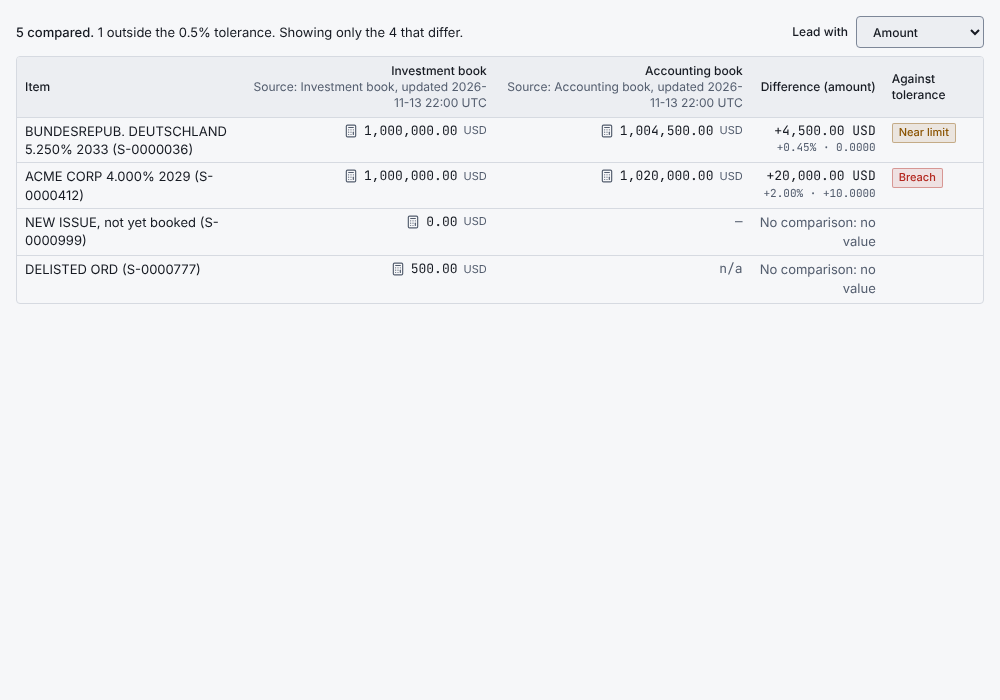 5 compared. 1 outside the 0.5% tolerance. Showing only the 4 that differ.
Lead with
Amount
Item
Investment book
Source: Investment book, updated 2026-
11-13 22:00 UTC
Accounting book
Source: Accounting book, updated 2026-
11-13 22:00 UTC
Difference (amount)
Against
tolerance
BUNDESREPUB. DEUTSCHLAND
5.250% 2033 (S-0000036)
1,000,000.00 USD
1,004,500.00 USD
+4,500.00 USD
+0.45% · 0.0000
Near limit
ACME CORP 4.000% 2029 (S-
0000412)
1,000,000.00 USD
1,020,000.00 USD
+20,000.00 USD
+2.00% · +10.0000
Breach
NEW ISSUE, not yet booked (S-
0000999)
0.00 USD
—
No comparison: no
value
DELISTED ORD (S-0000777)
500.00 USD
n/a
No comparison: no
value